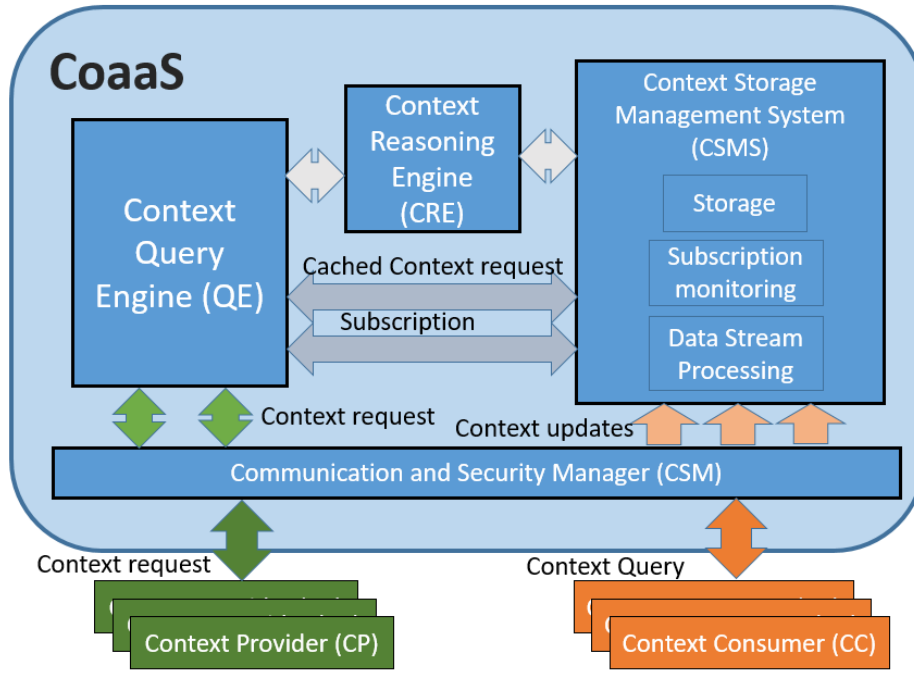 CoaaS
Context
Query
Engine (QE)
Context
Reasoning
Engine
(CRE)
Context Storage
Management System
(CSMS)
Storage
Subscription
monitoring
Data Stream
Processing
Cached Context request
Subscription
Context request
Context updates
Communication and Security Manager (CSM)
Context request
Context Query
Context Provider (CP)
Context Consumer (CC)